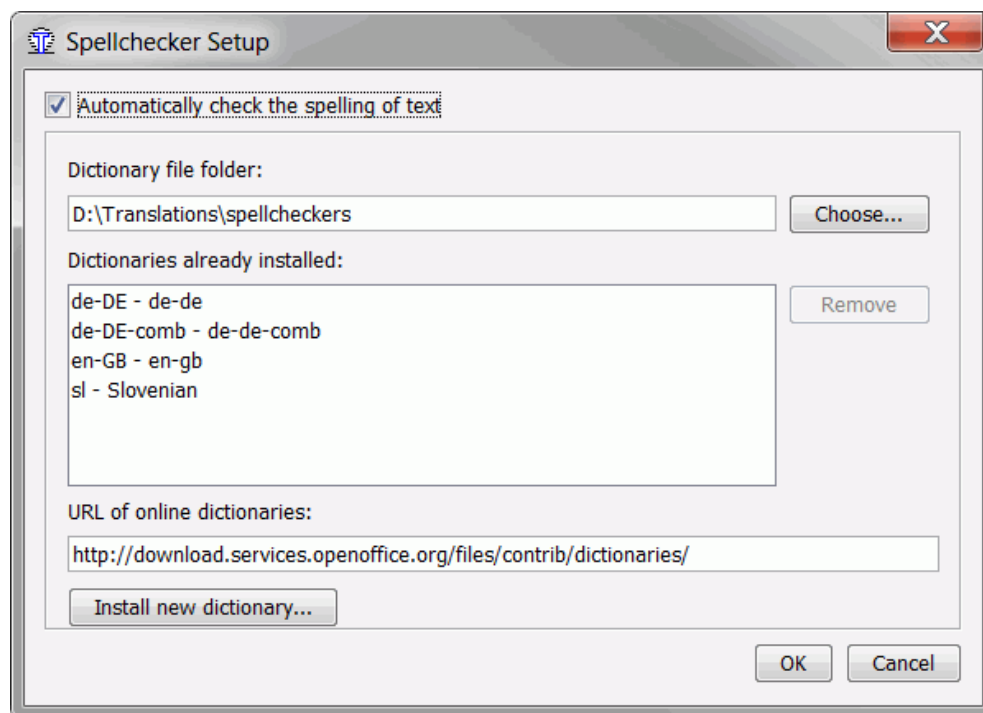 Spellchecker Setup
Automatically check the spelling of text
Dictionary file folder:
D:\Translations\spellcheckers
Choose...
Dictionaries already installed:
de-DE - de-de
de-DE-comb - de-de-comb
en-GB - en-gb
sl - Slovenian
Remove
URL of online dictionaries:
http://download.services.openoffice.org/files/contrib/dictionaries/
Install new dictionary...
OK
Cancel